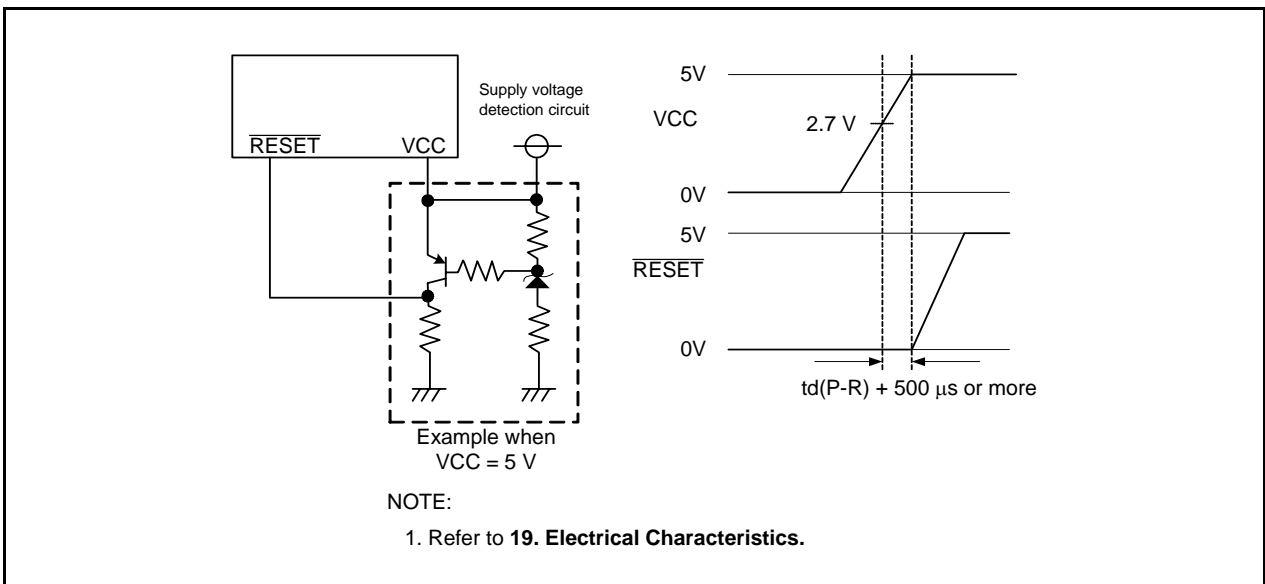 RESET VCC
Supply voltage
detection circuit
Example when
VCC = 5 V
5V
VCC
2.7 V
0V
5V
RESET
0V
td(P-R) + 500 μs or more
NOTE:
1. Refer to 19. Electrical Characteristics.